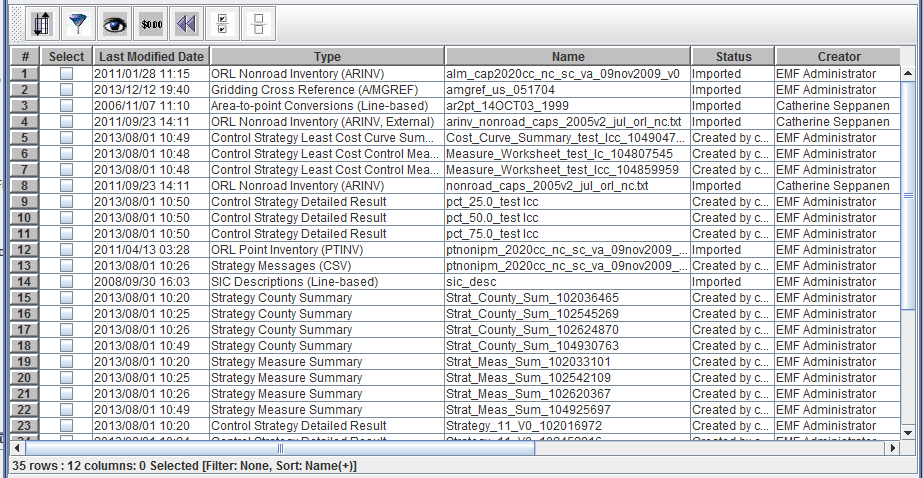 $0.00
# Select Last Modified Date Type Name Status Creator
1 2011/01/28 11:15 ORL Nonroad Inventory (ARINV) alm_cap2020cc_nc_sc_va_09nov2009_v0 Imported EMF Administrator
2 2013/12/12 19:40 Gridding Cross Reference (A/MGREF) amgref_us_051704 Imported EMF Administrator
3 2006/11/07 11:10 Area-to-point Conversions (Line-based) ar2pt_14OCT03_1999 Imported Catherine Seppanen
4 2011/09/23 14:11 ORL Nonroad Inventory (ARINV, External) arinv_nonroad_caps_2005v2_jul_orl_nc.txt Imported Catherine Seppanen
5 2013/08/01 10:49 Control Strategy Least Cost Curve Sum... Cost_Curve_Summary_test_lcc_1049047... Created by c... EMF Administrator
6 2013/08/01 10:48 Control Strategy Least Cost Control Mea... Measure_Worksheet_test_lc_104807545 Created by c... EMF Administrator
7 2013/08/01 10:48 Control Strategy Least Cost Control Mea... Measure_Worksheet_test_lcc_104859959 Created by c... EMF Administrator
8 2011/09/23 14:11 ORL Nonroad Inventory (ARINV) nonroad_caps_2005v2_jul_orl_nc.txt Imported Catherine Seppanen
9 2013/08/01 10:50 Control Strategy Detailed Result pct_25.0_test lcc Created by c... EMF Administrator
10 2013/08/01 10:50 Control Strategy Detailed Result pct_50.0_test lcc Created by c... EMF Administrator
11 2013/08/01 10:50 Control Strategy Detailed Result pct_75.0_test lcc Created by c... EMF Administrator
12 2011/04/13 03:28 ORL Point Inventory (PTINV) ptnonipm_2020cc_nc_sc_va_09nov2009_... Imported EMF Administrator
13 2013/08/01 10:26 Strategy Messages (CSV) ptnonipm_2020cc_nc_sc_va_09nov2009_... Created by c... EMF Administrator
14 2008/09/30 16:03 SIC Descriptions (Line-based) sic_desc Imported EMF Administrator
15 2013/08/01 10:20 Strategy County Summary Strat_County_Sum_102036465 Created by c... EMF Administrator
16 2013/08/01 10:25 Strategy County Summary Strat_County_Sum_102545269 Created by c... EMF Administrator
17 2013/08/01 10:26 Strategy County Summary Strat_County_Sum_102624870 Created by c... EMF Administrator
18 2013/08/01 10:49 Strategy County Summary Strat_County_Sum_104930763 Created by c... EMF Administrator
19 2013/08/01 10:20 Strategy Measure Summary Strat_Meas_Sum_102033101 Created by c... EMF Administrator
20 2013/08/01 10:25 Strategy Measure Summary Strat_Meas_Sum_102542109 Created by c... EMF Administrator
21 2013/08/01 10:26 Strategy Measure Summary Strat_Meas_Sum_102620367 Created by c... EMF Administrator
22 2013/08/01 10:49 Strategy Measure Summary Strat_Meas_Sum_104925697 Created by c... EMF Administrator
23 2013/08/01 10:20 Control Strategy Detailed Result Strategy_11_V0_102016972 Created by c... EMF Administrator
35 rows : 12 columns: 0 Selected [Filter: None, Sort: Name(+)]